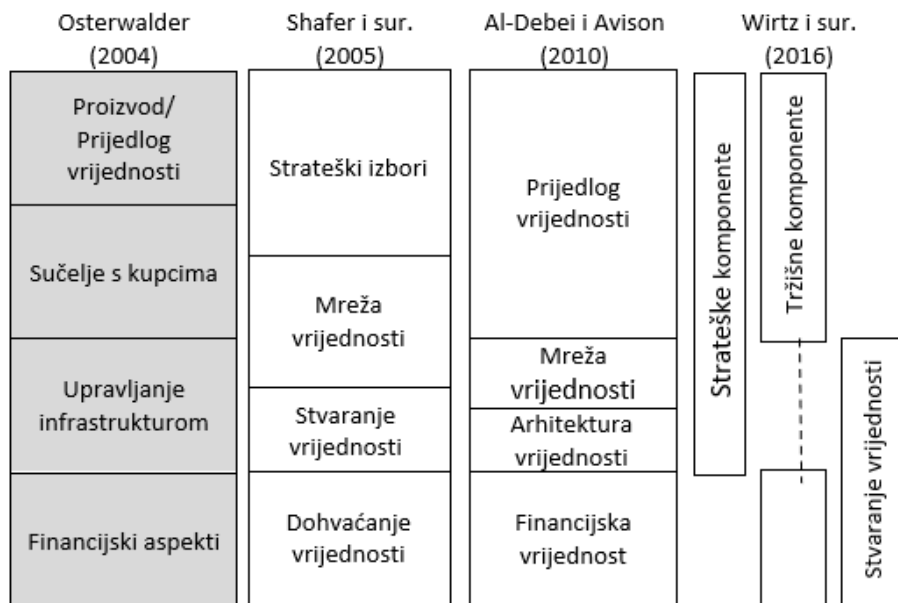 Osterwalder
(2004)
Shafer i sur.
(2005)
Al-Debei i Avison
(2010)
Wirtz i sur.
(2016)
Proizvod/
Prijedlog
vrijednosti
Sučelje s kupcima
Upravljanje
infrastrukturom
Financijski aspekti
Strateški izbori
Mreža
vrijednosti
Stvaranje
vrijednosti
Dohvaćanje
vrijednosti
Prijedlog
vrijednosti
Mreža
vrijednosti
Arhitektura
vrijednosti
Financijska
vrijednost
Strateške komponente
Tržišne komponente
Stvaranje vrijednosti